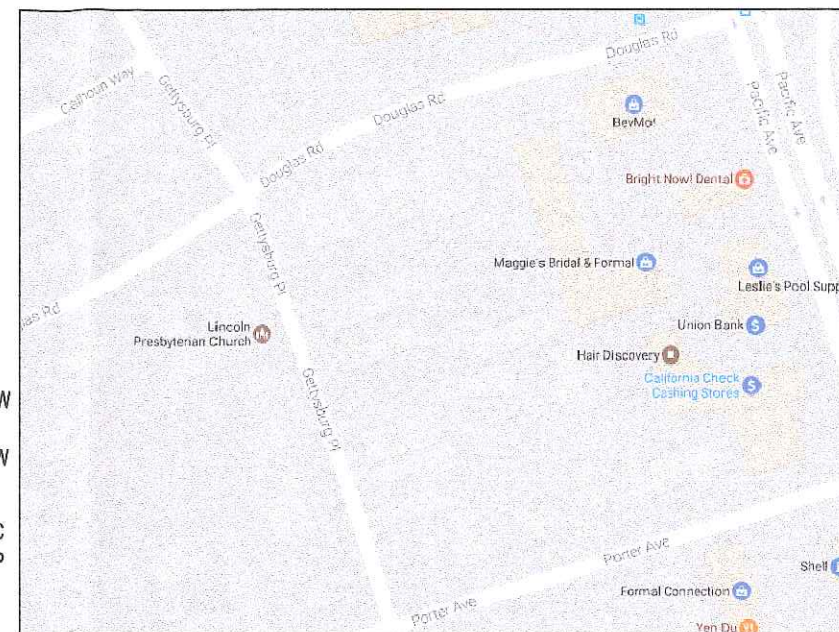 Douglas Rd
Calhoun Way
Gettysburg Pl
Douglas Rd
Pacific Ave
Pacific Ave
BevMo!
Douglas Rd
Bright Now! Dental
Gettysburg Pl
Maggie's Bridal & Formal
Leslie's Pool Supp
las Rd
Lincoln
Presbyterian Church
Union Bank
Hair Discovery
California Check
Cashing Stores
Gettysburg Pl
W
W
C
P
Porter Ave
Shell
Formal Connection
Porter Ave
Yen Du